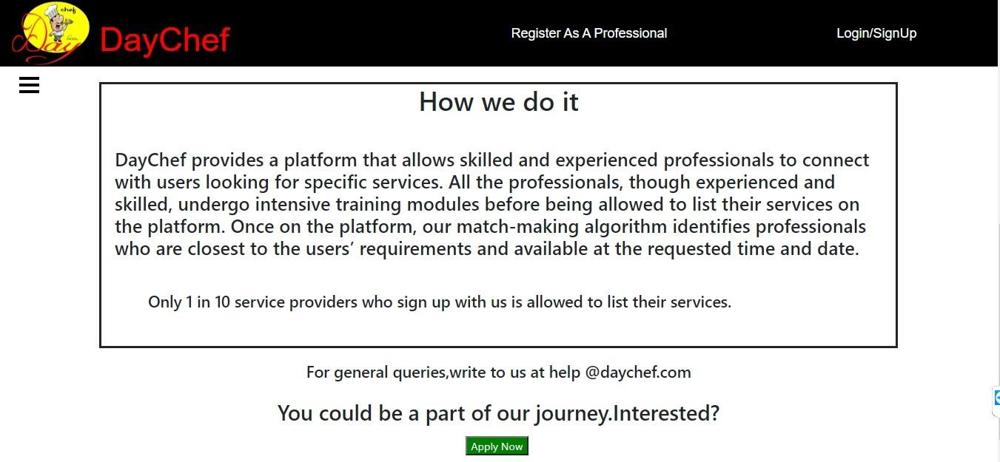 chef
Day
DayChef
Register As A Professional
Login/SignUp
How we do it
DayChef provides a platform that allows skilled and experienced professionals to connect
with users looking for specific services. All the professionals, though experienced and
skilled, undergo intensive training modules before being allowed to list their services on
the platform. Once on the platform, our match-making algorithm identifies professionals
who are closest to the users’ requirements and available at the requested time and date.
Only 1 in 10 service providers who sign up with us is allowed to list their services.
For general queries,write to us at help @daychef.com
You could be a part of our journey.Interested?
Apply Now